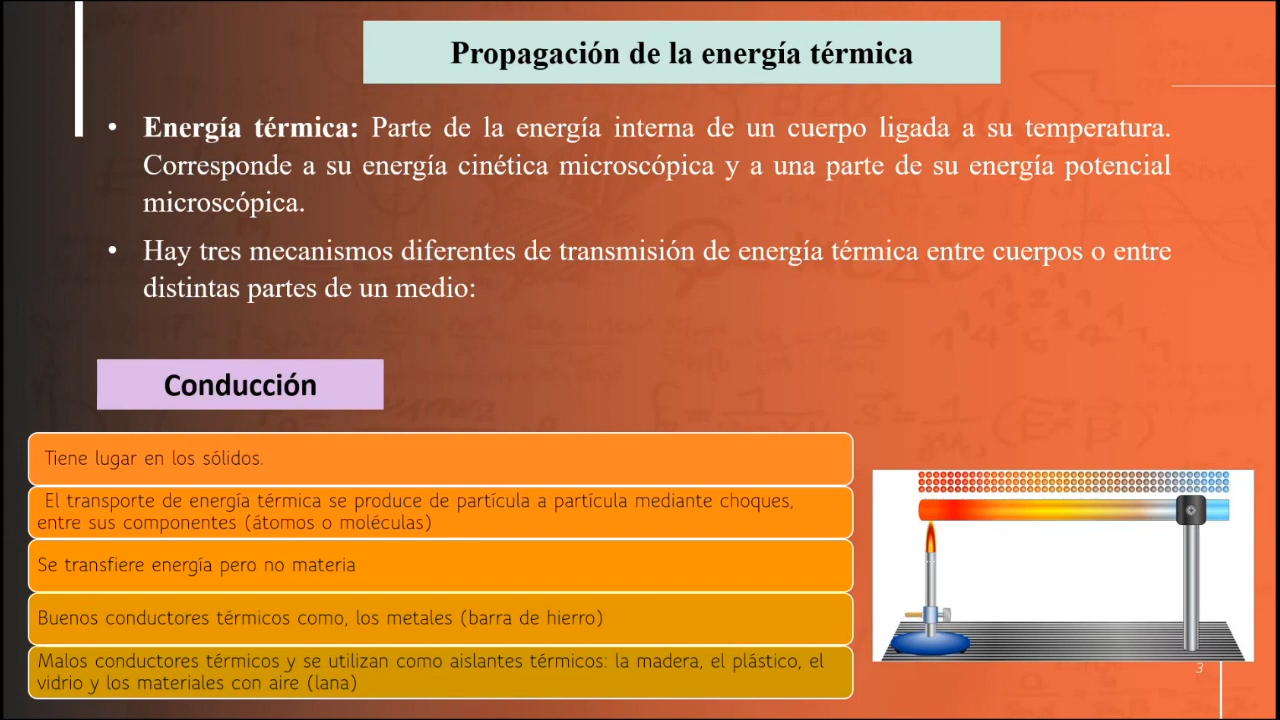 Propagación de la energía térmica
• Energía térmica: Parte de la energía interna de un cuerpo ligada a su temperatura.
Corresponde a su energía cinética microscópica y a una parte de su energía potencial
microscópica.
• Hay tres mecanismos diferentes de transmisión de energía térmica entre cuerpos o entre
distintas partes de un medio:
Conducción
Tiene lugar en los sólidos.
El transporte de energía térmica se produce de partícula a partícula mediante choques,
entre sus componentes (átomos o moléculas)
Se transfiere energía pero no materia
Buenos conductores térmicos como, los metales (barra de hierro)
Malos conductores térmicos y se utilizan como aislantes térmicos: la madera, el plástico, el
vidrio y los materiales con aire (lana)
3